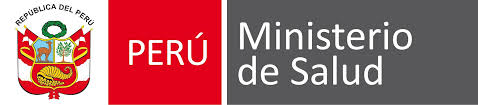 REPÚBLICA DEL PERÚ
PERÚ
Ministerio
de Salud